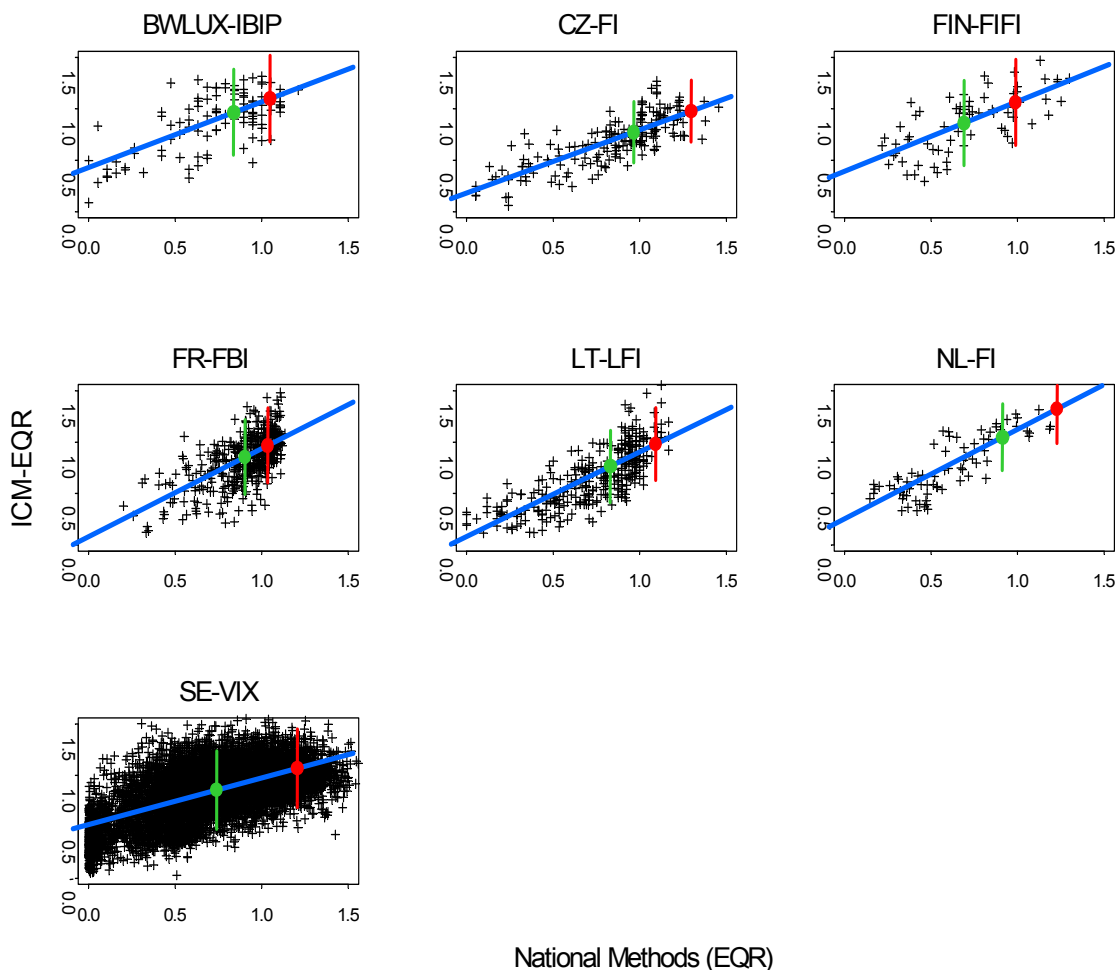 BWLUX-IBIP CZ-FI FIN-FIFI
1.5 1.5 1.5
1.0 1.0 1.0
0.5 0.5 0.5
0.0 0.0 0.0
0.0 0.5 1.0 1.5 0.0 0.5 1.0 1.5 0.0 0.5 1.0 1.5
FR-FBI LT-LFI NL-FI
1.5 1.5 1.5
1.0 1.0 1.0
0.5 0.5 0.5
0.0 0.0 0.0
0.0 0.5 1.0 1.5 0.0 0.5 1.0 1.5 0.0 0.5 1.0 1.5
ICM-EQR
SE-VIX
1.5
1.0
0.5
0.0
0.0 0.5 1.0 1.5
National Methods (EQR)